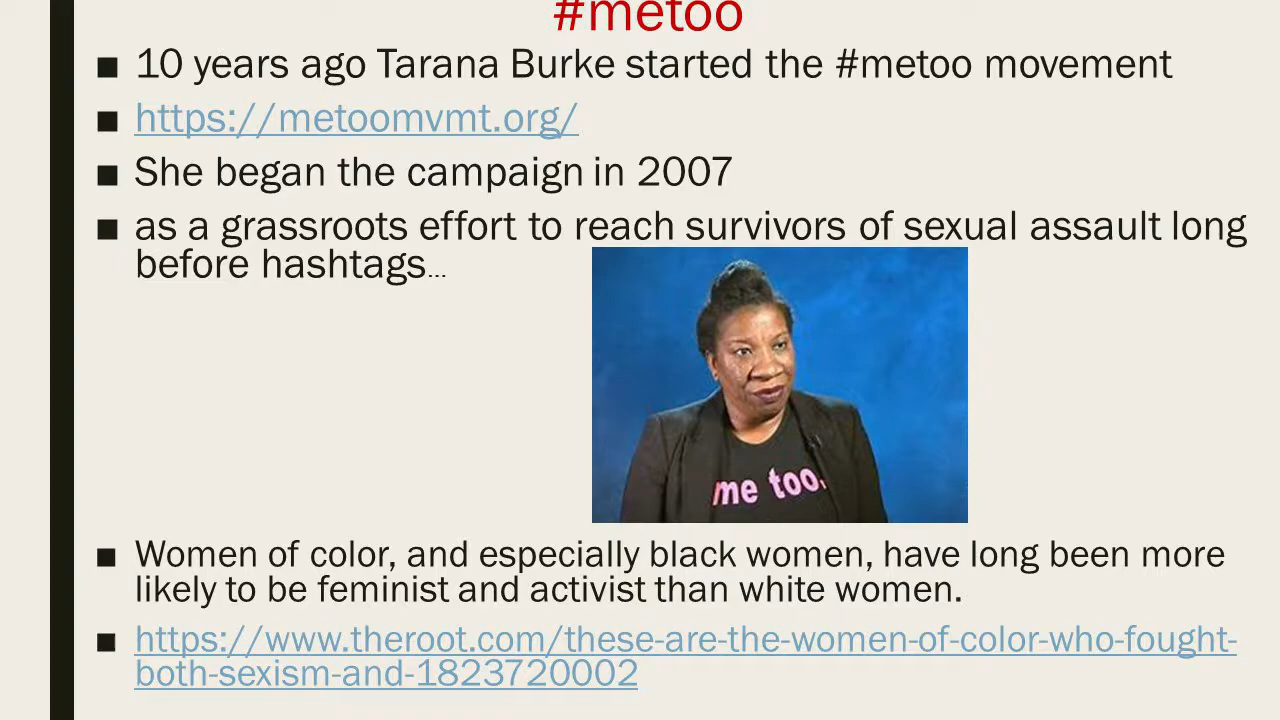 #metoo
10 years ago Tarana Burke started the #metoo movement
https://metoomvmt.org/
She began the campaign in 2007
as a grassroots effort to reach survivors of sexual assault long
before hashtags...
me too.
Women of color, and especially black women, have long been more
likely to be feminist and activist than white women.
https://www.theroot.com/these-are-the-women-of-color-who-fought-
both-sexism-and-1823720002